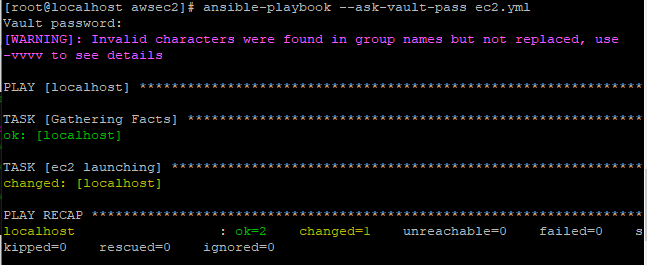 [root@localhost awsec2]# ansible-playbook --ask-vault-pass ec2.yml
Vault password:
[WARNING]: Invalid characters were found in group names but not replaced, use
-vvvv to see details
PLAY [localhost] ***************************************************************
TASK [Gathering Facts] *********************************************************
ok: [localhost]
TASK [ec2 launching] ***********************************************************
changed: [localhost]
PLAY RECAP *********************************************************************
localhost                  : ok=2    changed=1    unreachable=0    failed=0    s
kipped=0    rescued=0    ignored=0